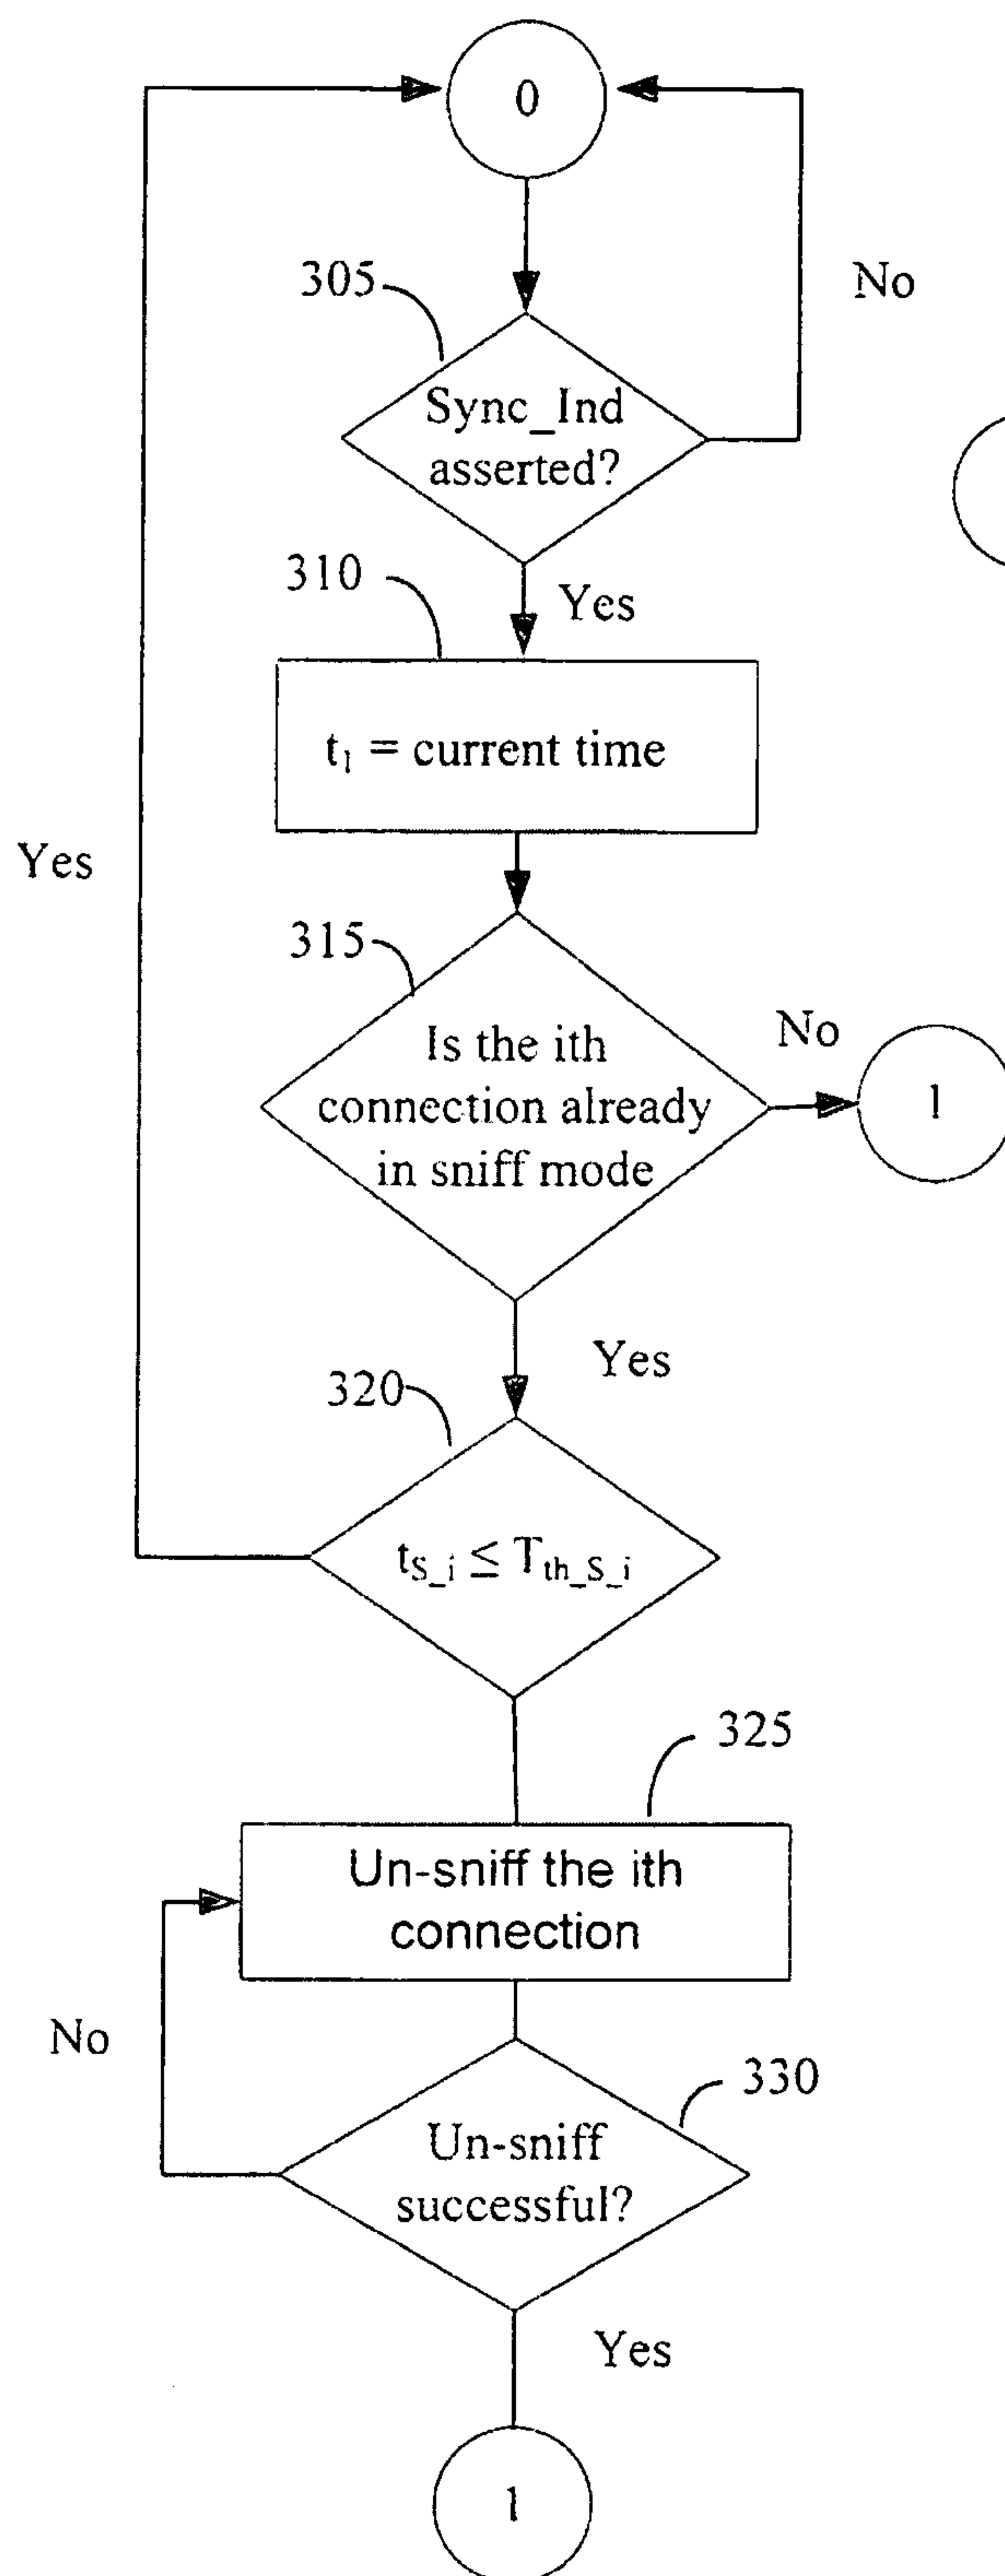 0
305
No
Sync_Ind
asserted?
310
Yes
t1 = current time
Yes
315
Is the ith
connection already
in sniff mode
No
1
Yes
320
tS_i ≤ Tth_S_i
325
Un-sniff the ith
connection
No
330
Un-sniff
successful?
Yes
1